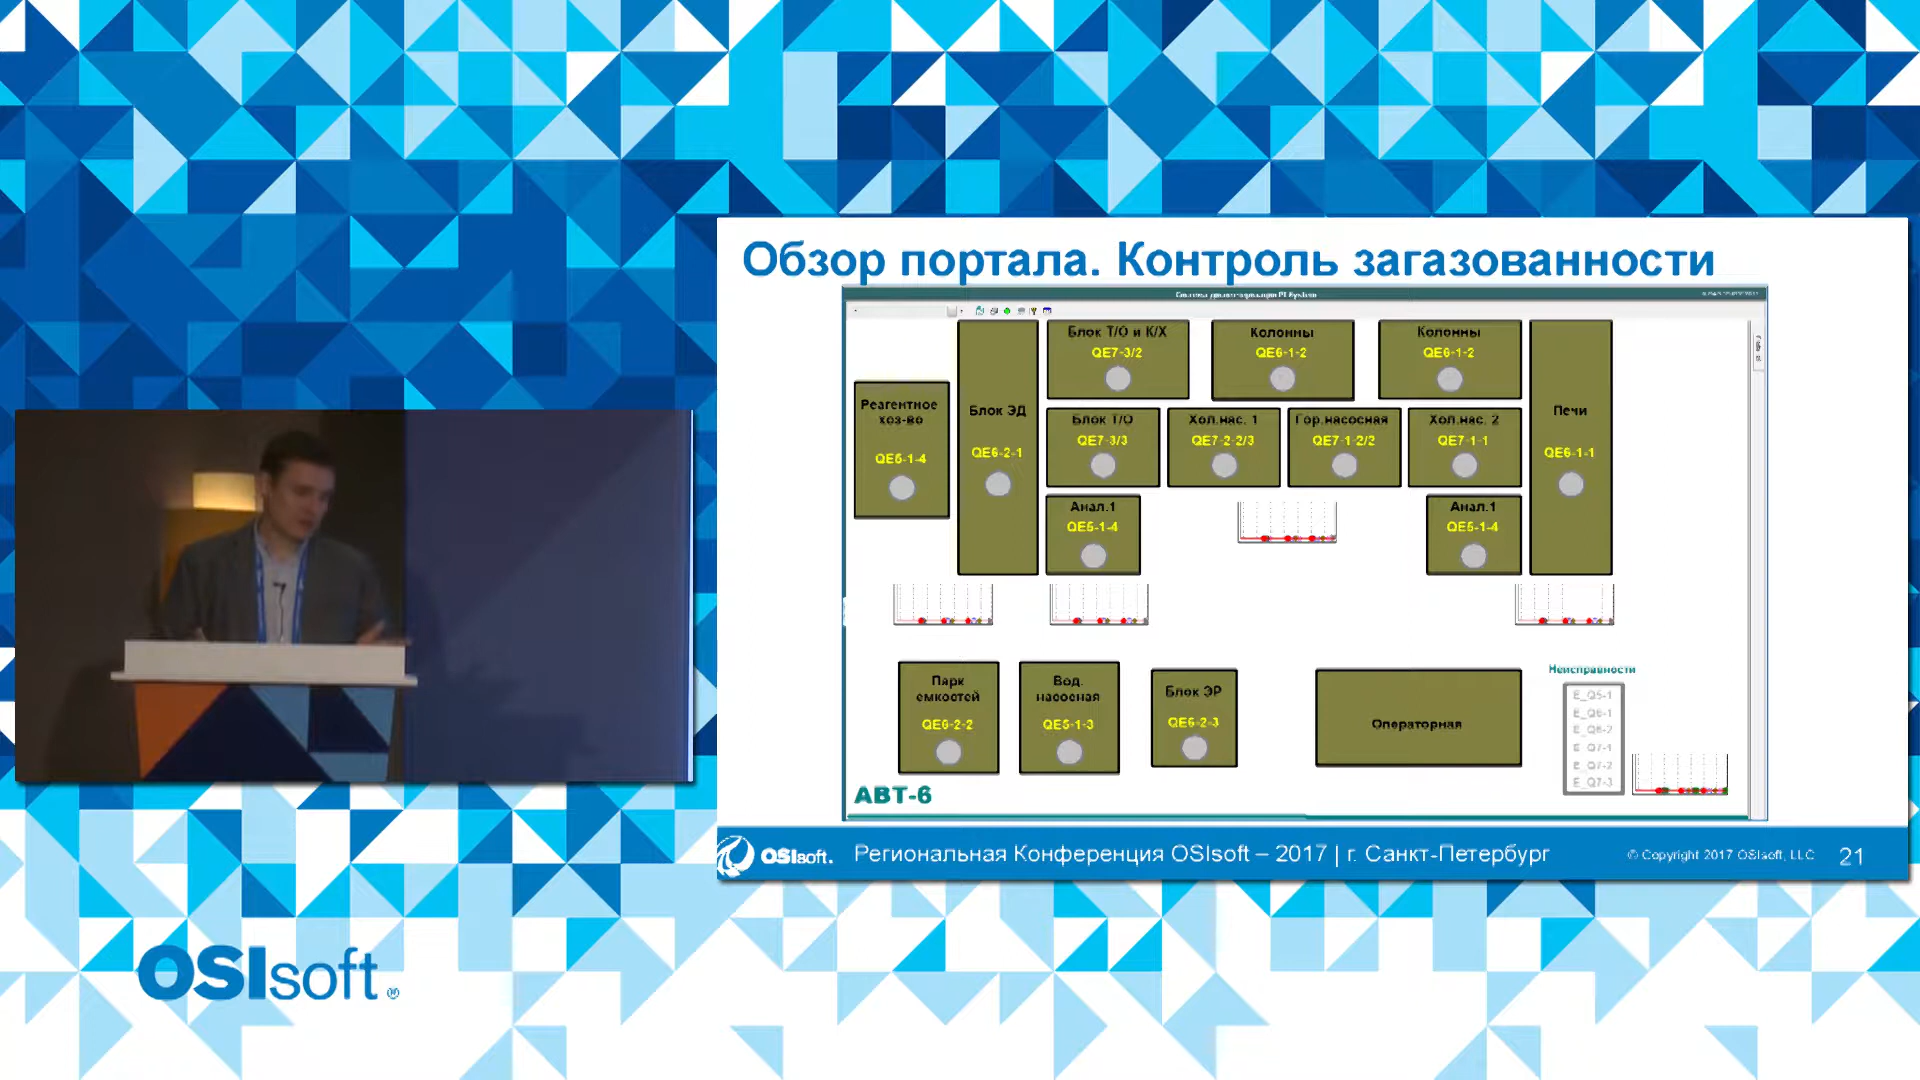 Обзор портала. Контроль загазованности
Блок Т/О и К/Х
QE7-3/2
Колонны
QE6-1-2
Колонны
QE6-1-2
Реагентное
хоз-во
QE5-1-4
Блок ЭД
QE6-2-1
Блок Т/О
QE7-3/3
Хол.нас. 1
QE7-2-2/3
Гор.насосная
QE7-1-2/2
Хол.нас. 2
QE7-1-1
Печи
QE6-1-1
Анал.1
QE5-1-4
Анал.1
QE5-1-4
Парк
емкостей
QE6-2-2
Вод.
насосная
QE5-1-3
Блок ЭР
QE6-2-3
Операторная
Неисправности
E_Q5-1
E_Q6-1
E_Q6-2
E_Q7-1
E_Q7-2
E_Q7-3
АВТ-6
OSIsoft.
Региональная Конференция OSIsoft – 2017 | г. Санкт-Петербург
© Copyright 2017 OSIsoft, LLC
21
OSIsoft®